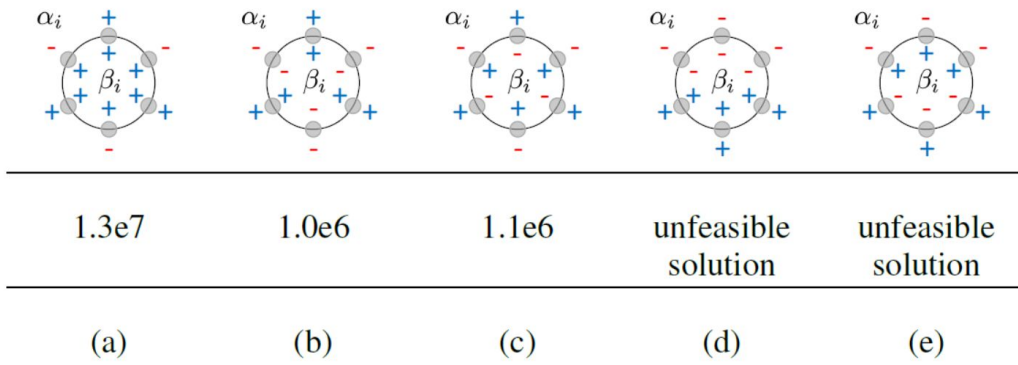 αᵢ + αᵢ + αᵢ + αᵢ - αᵢ -
- - - - - - - - - -
+ + - - +
+ + - - + + - - + +
βᵢ βᵢ βᵢ βᵢ βᵢ
+ + + + - - + + - -
+ - + + -
+ + + + + + + + + +
- - - + +
1.3e7 1.0e6 1.1e6 unfeasible unfeasible
solution solution
(a) (b) (c) (d) (e)